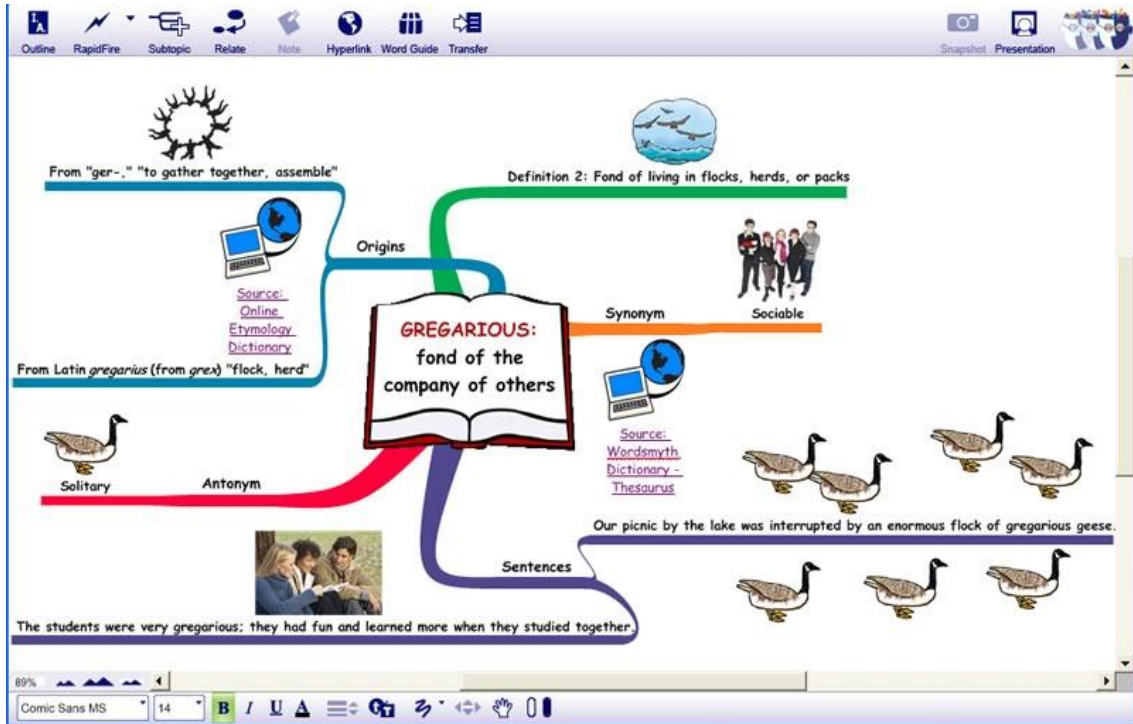 Outline RapidFire Subtopic Relate Note Hyperlink Word Guide Transfer Snapshot Presentation
From "ger-," "to gather together, assemble"
Definition 2: Fond of living in flocks, herds, or packs
Origins
Source:
Online
Etymology
Dictionary
From Latin gregarius (from grex) "flock, herd"
GREGARIOUS:
fond of the
company of others
Synonym
Sociable
Source:
Wordsmyth
Dictionary -
Thesaurus
Solitary
Antonym
Our picnic by the lake was interrupted by an enormous flock of gregarious geese.
Sentences
The students were very gregarious; they had fun and learned more when they studied together.
89%
Comic Sans MS 14 B I U A